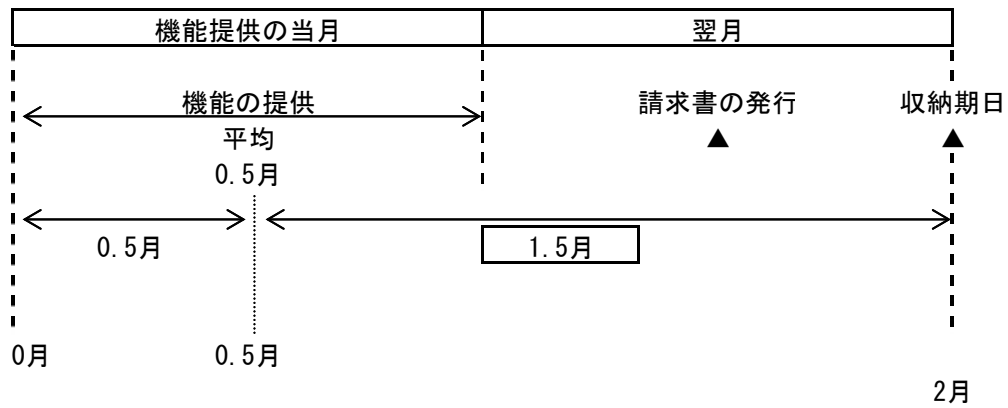 機能提供の当月 翌月
機能の提供 請求書の発行 収納期日
平均 ▲ ▲
0.5月
0.5月 1.5月
0月 0.5月
2月